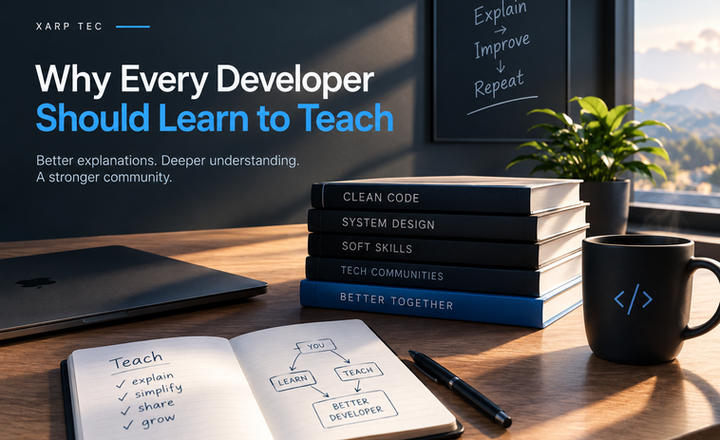 XARP TEC
Why Every Developer
Should Learn to Teach
Better explanations. Deeper understanding.
A stronger community.
Explain
↓
Improve
↓
Repeat
CLEAN CODE
SYSTEM DESIGN
SOFT SKILLS
TECH COMMUNITIES
BETTER TOGETHER
</>
Teach
✓ explain
✓ simplify
✓ share
✓ grow
YOU
LEARN
TEACH
BETTER
DEVELOPER